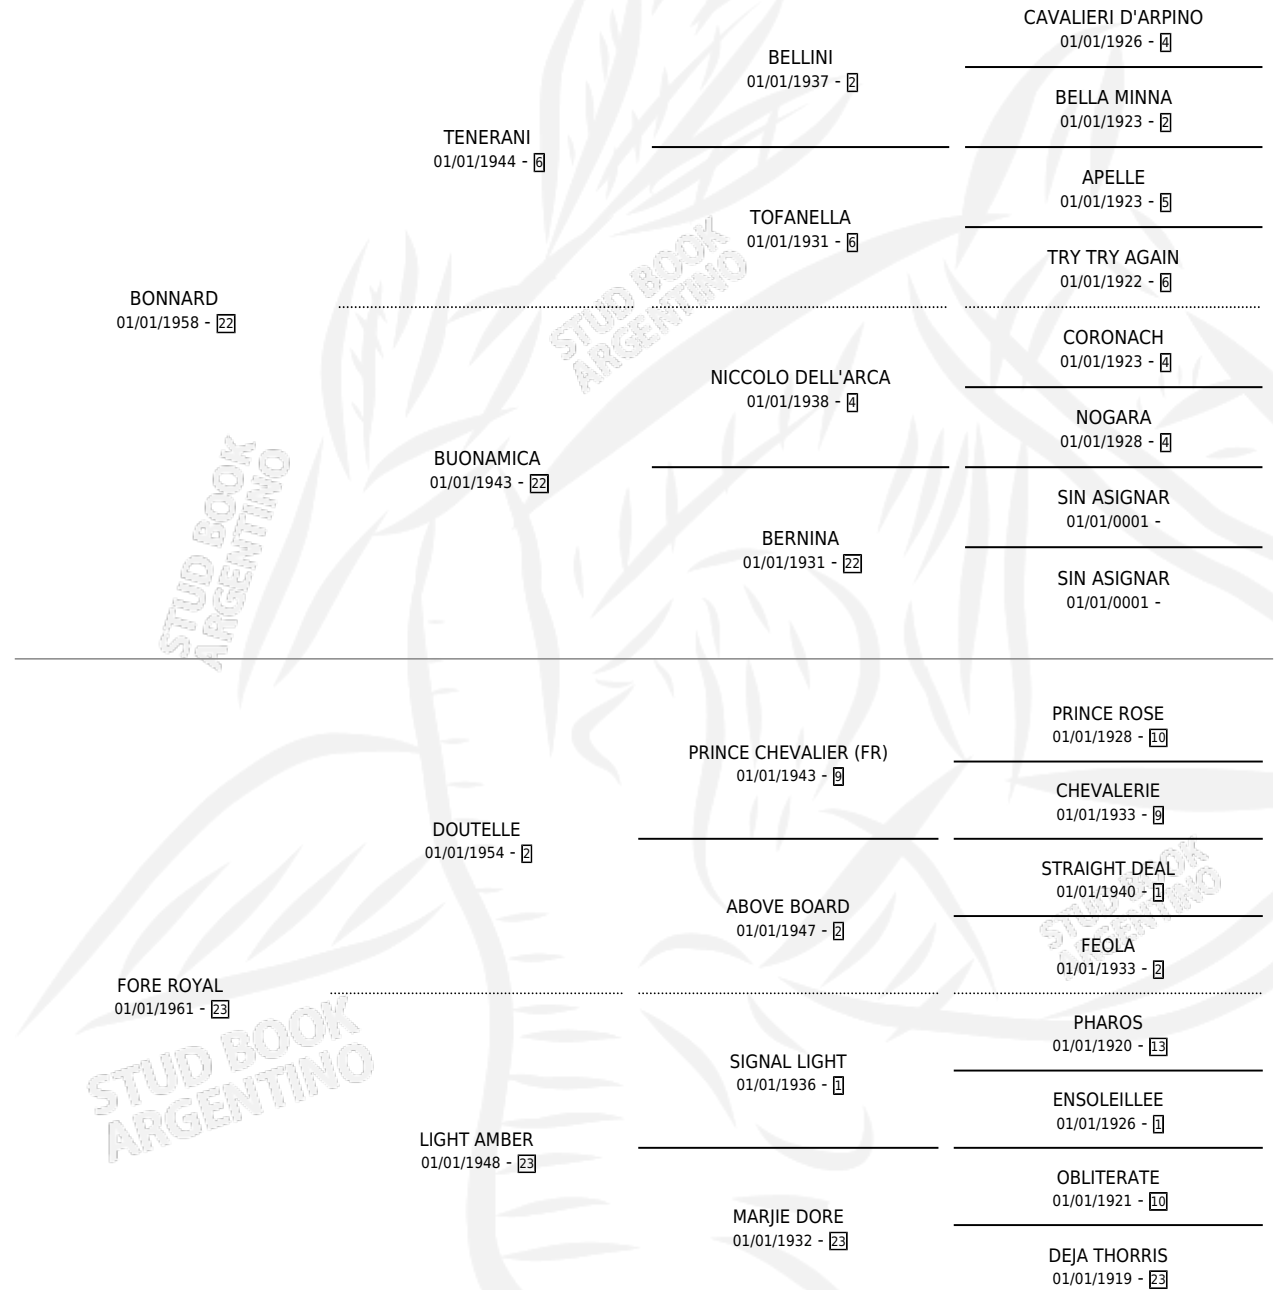 CAVALIERI D'ARPINO
01/01/1926 - 4
BELLINI
01/01/1937 - 2
BELLA MINNA
01/01/1923 - 2
TENERANI
01/01/1944 - 6
APELLE
01/01/1923 - 5
TOFANELLA
01/01/1931 - 6
TRY TRY AGAIN
01/01/1922 - 6
BONNARD
01/01/1958 - 22
CORONACH
01/01/1923 - 4
NICCOLO DELL'ARCA
01/01/1938 - 4
NOGARA
01/01/1928 - 4
BUONAMICA
01/01/1943 - 22
SIN ASIGNAR
01/01/0001 -
BERNINA
01/01/1931 - 22
SIN ASIGNAR
01/01/0001 -
PRINCE ROSE
01/01/1928 - 10
PRINCE CHEVALIER (FR)
01/01/1943 - 9
CHEVALERIE
01/01/1933 - 9
DOUTELLE
01/01/1954 - 2
STRAIGHT DEAL
01/01/1940 - 1
ABOVE BOARD
01/01/1947 - 2
FEOLA
01/01/1933 - 2
FORE ROYAL
01/01/1961 - 23
PHAROS
01/01/1920 - 13
SIGNAL LIGHT
01/01/1936 - 1
ENSOLEILLEE
01/01/1926 - 1
LIGHT AMBER
01/01/1948 - 23
OBLITERATE
01/01/1921 - 10
MARJIE DORE
01/01/1932 - 23
DEJA THORRIS
01/01/1919 - 23
STUD BOOK
ARGENTINO
STUD BOOK
ARGENTINO
STUD BOOK
ARGENTINO
STUD BOOK
ARGENTINO